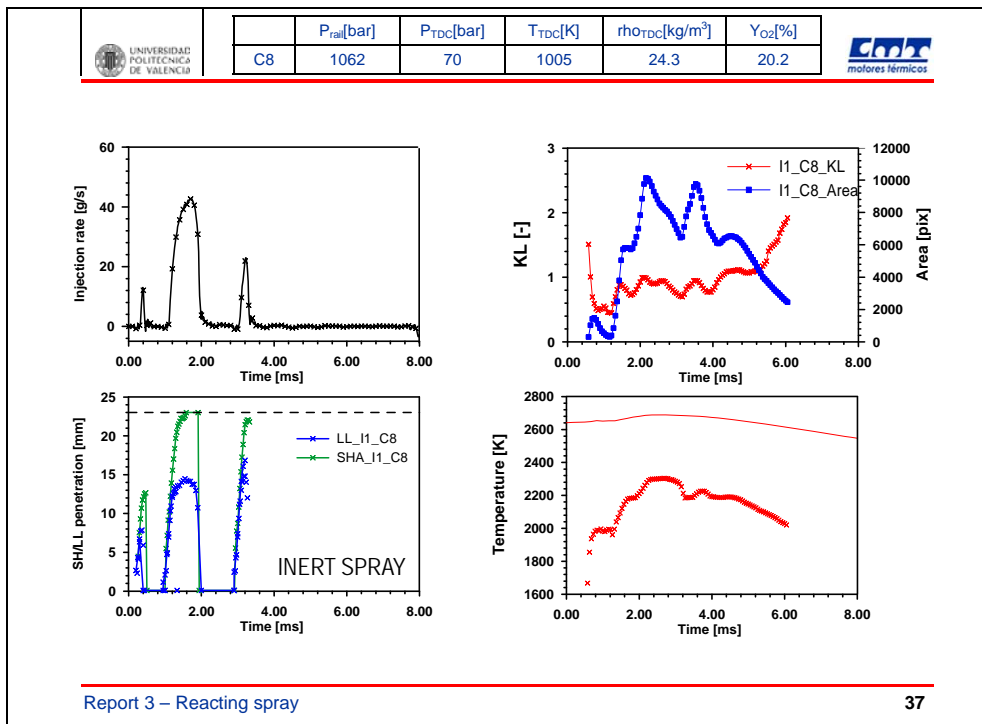 UNIVERSIDAD
POLITECNICA
DE VALENCIA
P_rail[bar] P_TDC[bar] T_TDC[K] rho_TDC[kg/m³] Y_O2[%]
C8 1062 70 1005 24.3 20.2
CMT
motores térmicos
60
40
20
0
Injection rate [g/s]
0.00 2.00 4.00 6.00 8.00
Time [ms]
3
2
1
0
KL [-]
I1_C8_KL
I1_C8_Area
12000
10000
8000
6000
4000
2000
0
Area [pix]
0.00 2.00 4.00 6.00 8.00
Time [ms]
25
20
15
10
5
0
SH/LL penetration [mm]
LL_I1_C8
SHA_I1_C8
INERT SPRAY
0.00 2.00 4.00 6.00 8.00
Time [ms]
2800
2600
2400
2200
2000
1800
1600
Temperature [K]
0.00 2.00 4.00 6.00 8.00
Time [ms]
Report 3 – Reacting spray 37